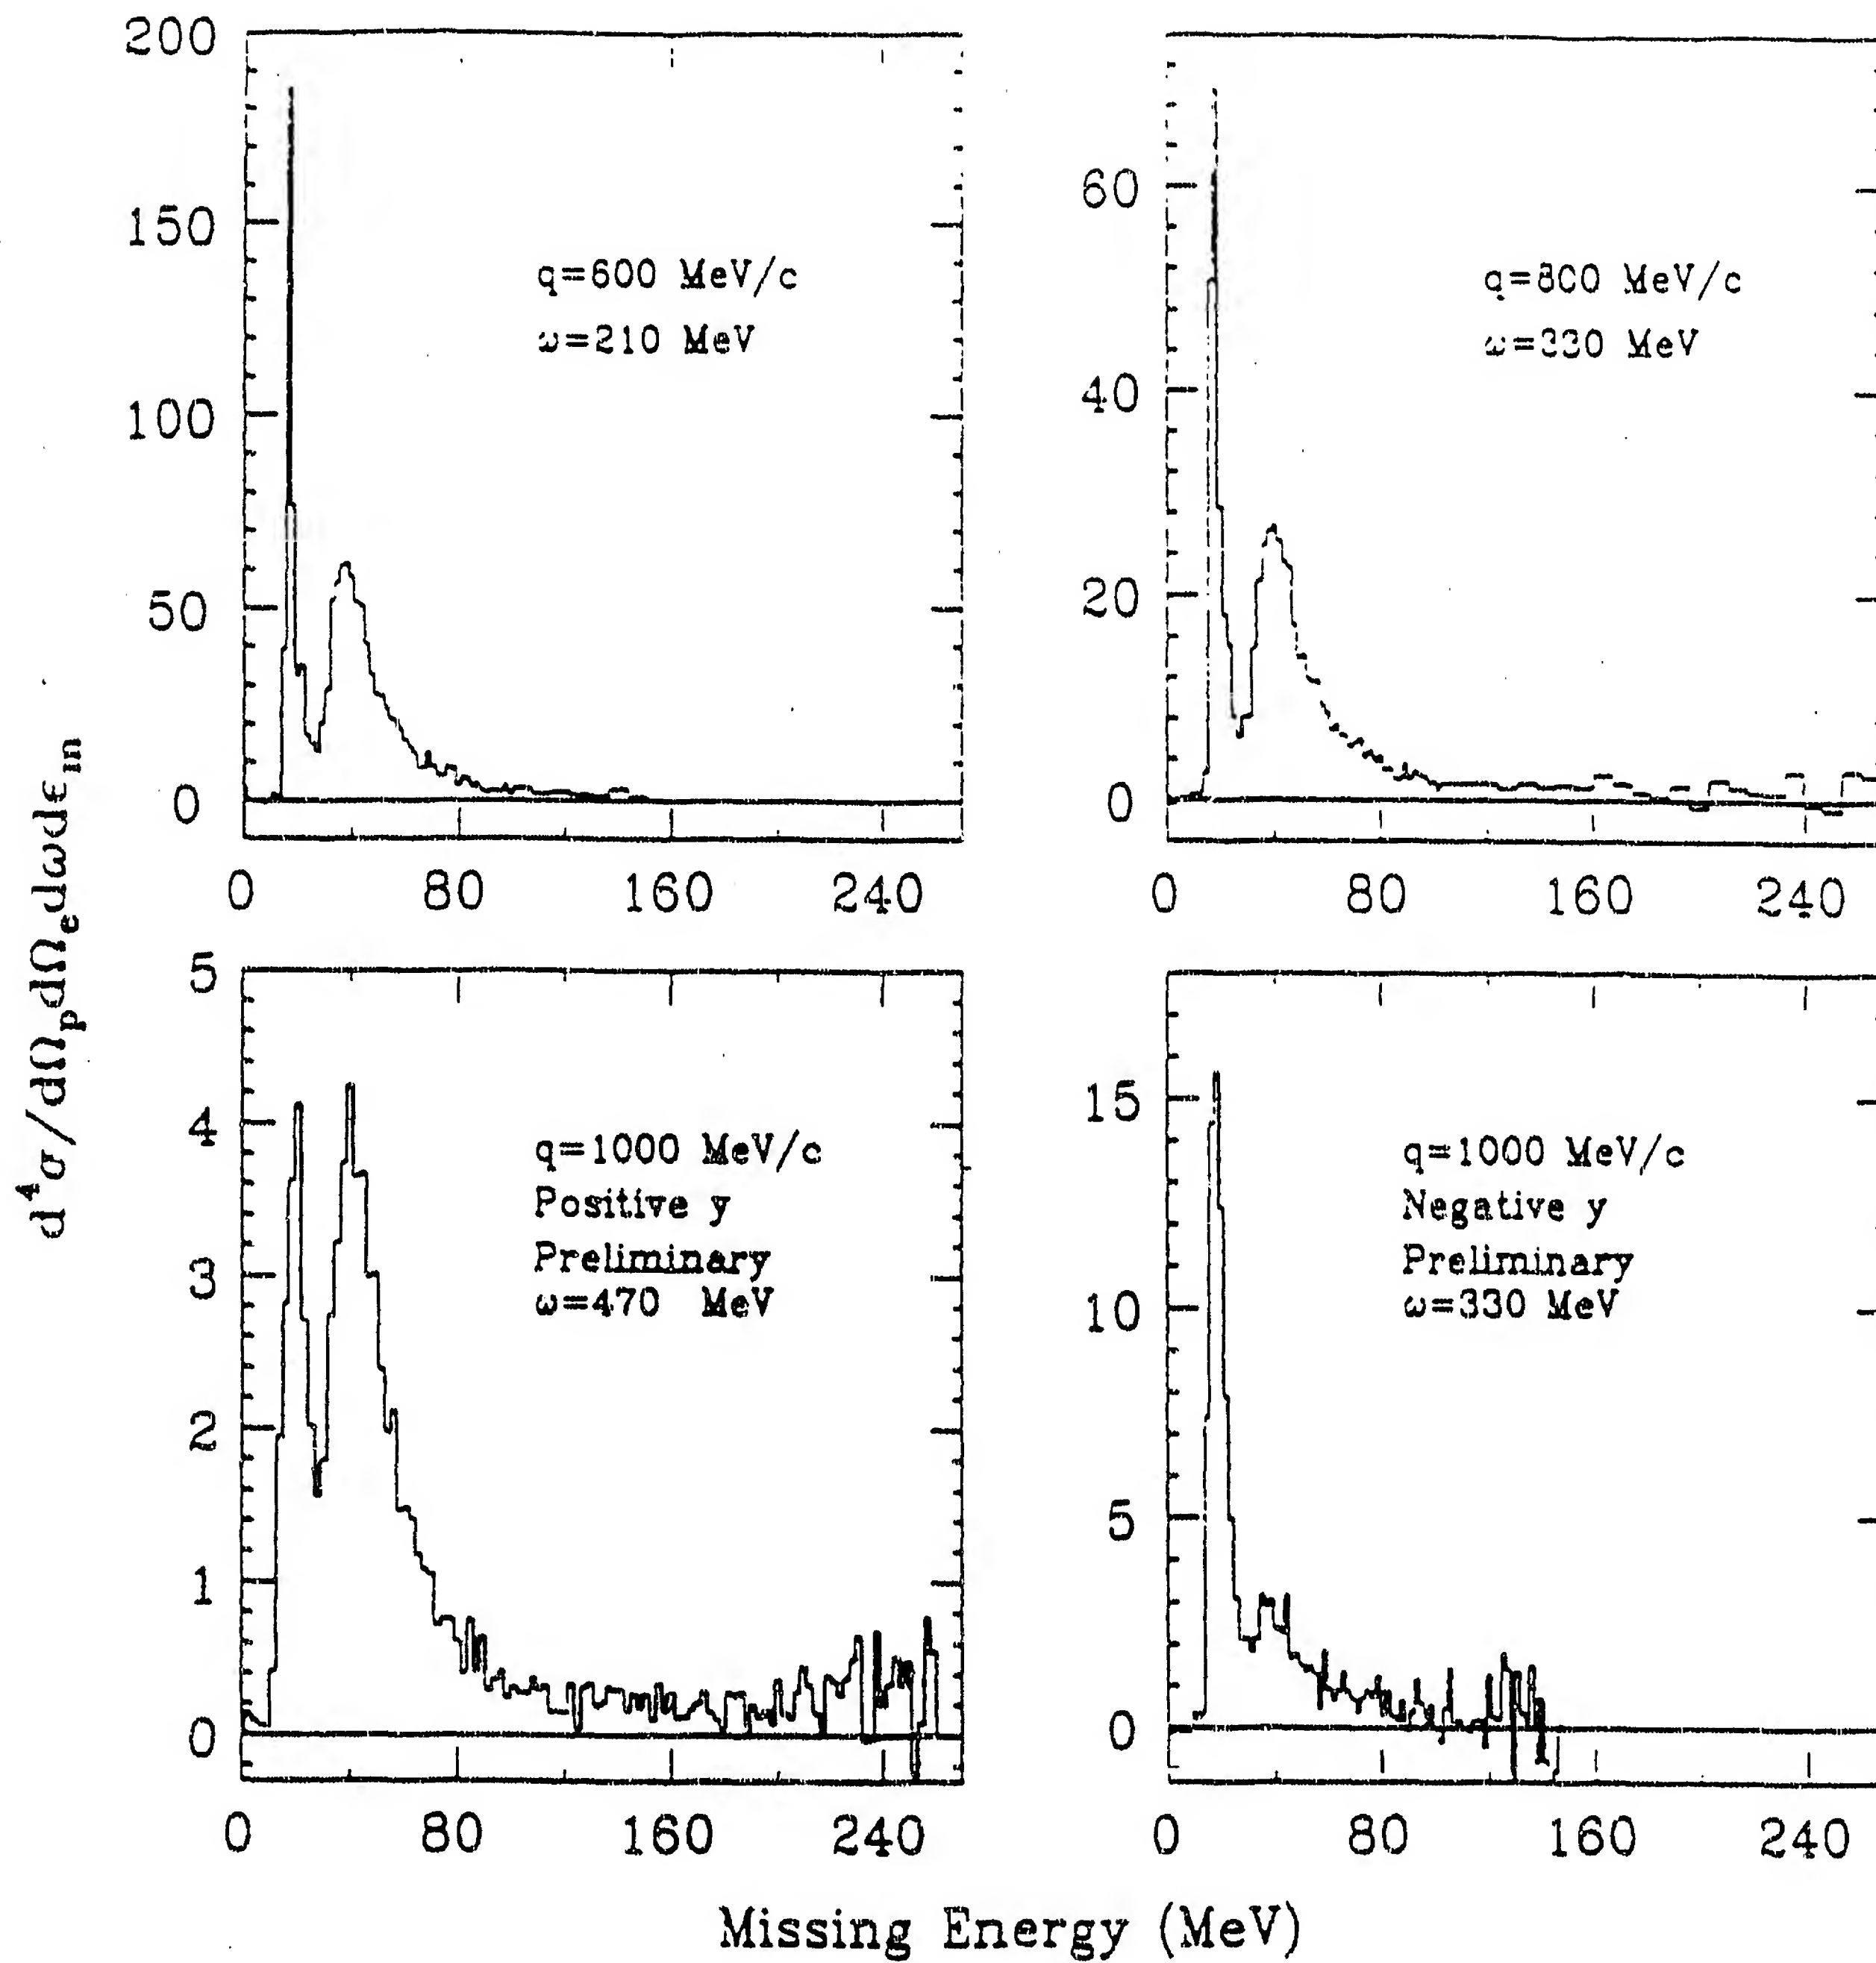 d⁴σ/dΩₚdΩₑdωdϵₘ
200
150
100
50
0
q=600 MeV/c
ω=210 MeV
0 80 160 240
60
40
20
0
q=800 MeV/c
ω=330 MeV
0 80 160 240
5
4
3
2
1
0
q=1000 MeV/c
Positive y
Preliminary
ω=470 MeV
0 80 160 240
15
10
5
0
q=1000 MeV/c
Negative y
Preliminary
ω=330 MeV
0 80 160 240
Missing Energy (MeV)